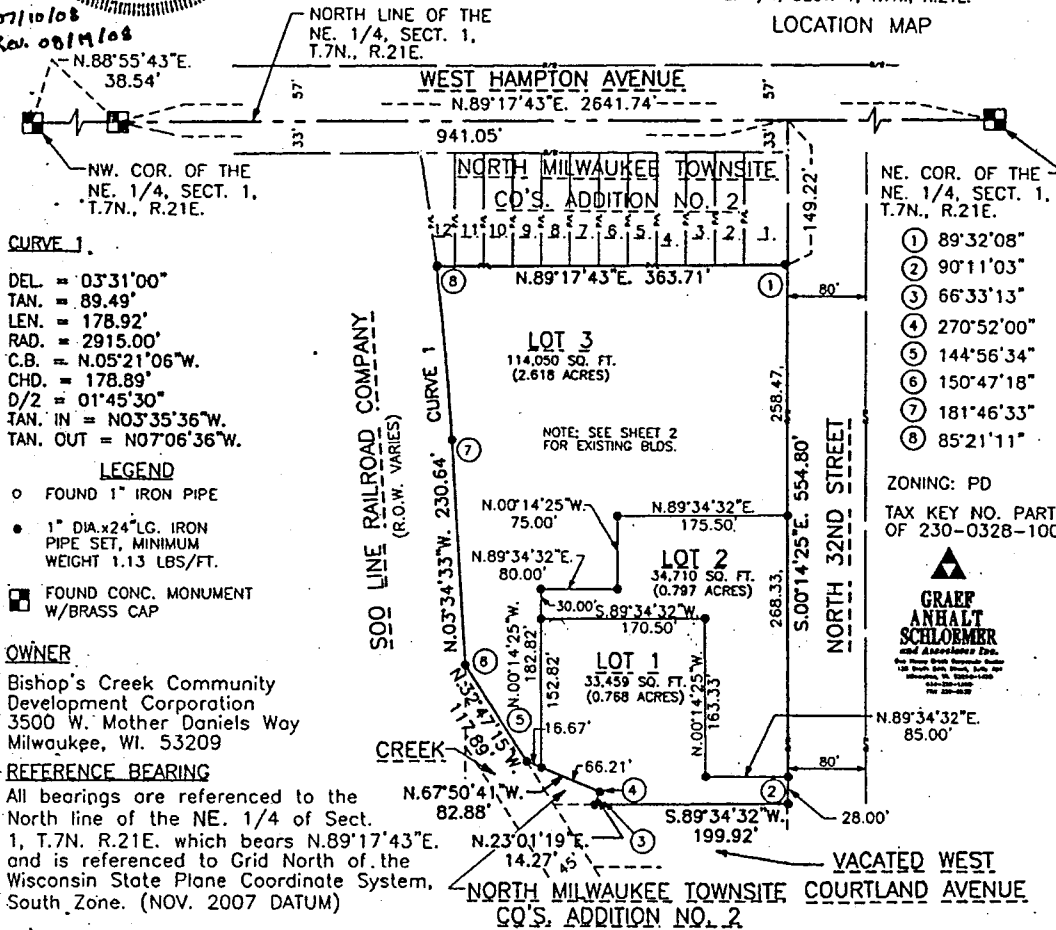 07/10/08
Rev. 08/19/08
NORTH LINE OF THE
NE. 1/4, SECT. 1,
T.7N., R.21E.
LOCATION MAP
N.88°55'43"E.
38.54'
57'
WEST HAMPTON AVENUE
57'
N.89°17'43"E. 2641.74'
33'
941.05'
33'
NW. COR. OF THE
NE. 1/4, SECT. 1,
T.7N., R.21E.
NORTH MILWAUKEE TOWNSITE
CO'S. ADDITION NO. 2
149.22'
NE. COR. OF THE
NE. 1/4, SECT. 1,
T.7N., R.21E.
12 11 10 9 8 7 6 5 4 3 2 1
N.89°17'43"E. 363.71'
8
1
80'
1 89°32'08"
2 90°11'03"
3 66°33'13"
4 270°52'00"
5 144°56'34"
6 150°47'18"
7 181°46'33"
8 85°21'11"
CURVE 1
DEL. = 03°31'00"
TAN. = 89.49'
LEN. = 178.92'
RAD. = 2915.00'
C.B. = N.05°21'06"W.
CHD. = 178.89'
D/2 = 01°45'30"
TAN. IN = N03°35'36"W.
TAN. OUT = N07°06'36"W.
SOO LINE RAILROAD COMPANY
(R.O.W. VARIES)
CURVE 1
7
LOT 3
114,050 SQ. FT.
(2.618 ACRES)
NOTE: SEE SHEET 2
FOR EXISTING BLDS.
258.47'
S.00°14'25"E. 554.80'
NORTH 32ND STREET
ZONING: PD
TAX KEY NO. PART
OF 230-0328-100
GRAEF
ANHALT
SCHLOEMER
and Associates Inc.
LEGEND
FOUND 1" IRON PIPE
1" DIA.x24"LG. IRON
PIPE SET, MINIMUM
WEIGHT 1.13 LBS/FT.
FOUND CONC. MONUMENT
W/BRASS CAP
N.03°34'33"W. 230.64'
N.00°14'25"W.
75.00'
N.89°34'32"E.
175.50'
N.89°34'32"E.
80.00'
LOT 2
34,710 SQ. FT.
(0.797 ACRES)
268.33'
30.00'
S.89°34'32"W.
170.50'
N.00°14'25"W.
182.82'
152.82'
LOT 1
33,459 SQ. FT.
(0.768 ACRES)
N.00°14'25"W.
163.33'
N.89°34'32"E.
85.00'
80'
6
N.32°47'15"W.
117.89'
5
16.67'
66.21'
CREEK
N.67°50'41"W.
82.88'
4
2
28.00'
S.89°34'32"W.
199.92'
N.23°01'19"E.
14.27'
3
45'
VACATED WEST
COURTLAND AVENUE
NORTH MILWAUKEE TOWNSITE
CO'S. ADDITION NO. 2
OWNER
Bishop's Creek Community
Development Corporation
3500 W. Mother Daniels Way
Milwaukee, WI. 53209
REFERENCE BEARING
All bearings are referenced to the
North line of the NE. 1/4 of Sect.
1, T.7N. R.21E. which bears N.89°17'43"E.
and is referenced to Grid North of the
Wisconsin State Plane Coordinate System,
South Zone. (NOV. 2007 DATUM)